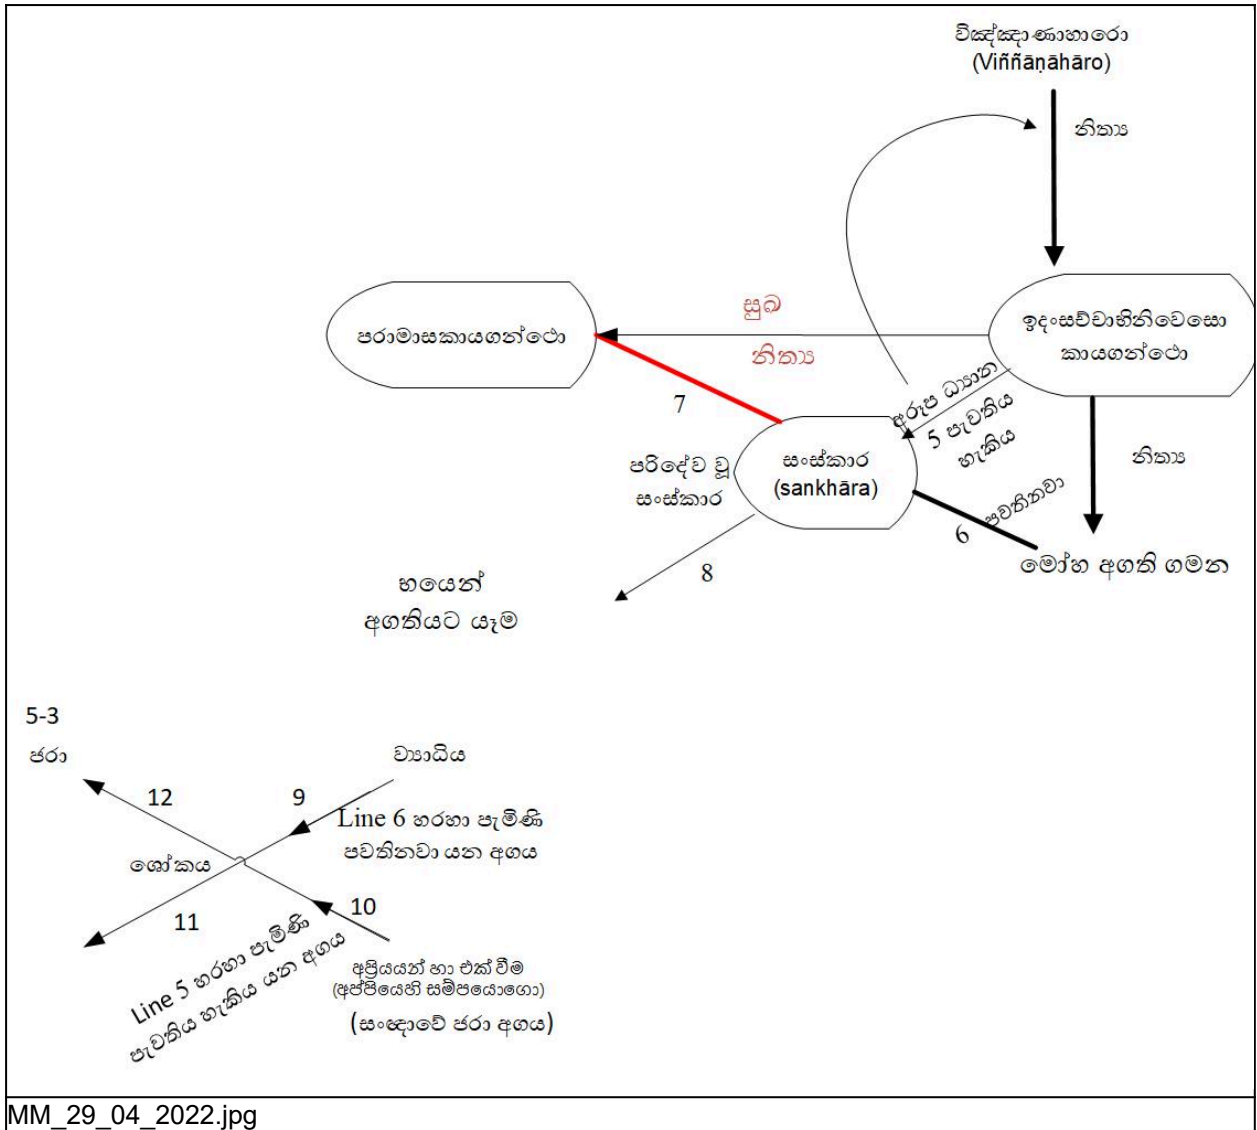 විඤ්ඤාණාහාරො
(Viññāṇāhāro)
නිත්‍ය
සුඛ
නිත්‍ය
පරාමාසකායගන්ථො
ඉදංසච්චාභිනිවෙසො
කායගන්ථො
අරූප ධ්‍යාන
5 පැවතිය
හැකිය
7
සංස්කාර
(sankhāra)
පරිදේව වූ
සංස්කාර
නිත්‍ය
6 පවතිනවා
මෝහ අගති ගමන
8
භයෙන්
අගතියට යෑම
5-3
ජරා
ව්‍යාධිය
12
9
Line 6 හරහා පැමිණි
පවතිනවා යන අගය
ශෝකය
11
10
Line 5 හරහා පැමිණි
පැවතිය හැකිය යන අගය
අප්‍රියයන් හා එක් වීම
(අප්පියෙහි සම්පයොගො)
(සංඥාවේ ජරා අගය)
MM_29_04_2022.jpg